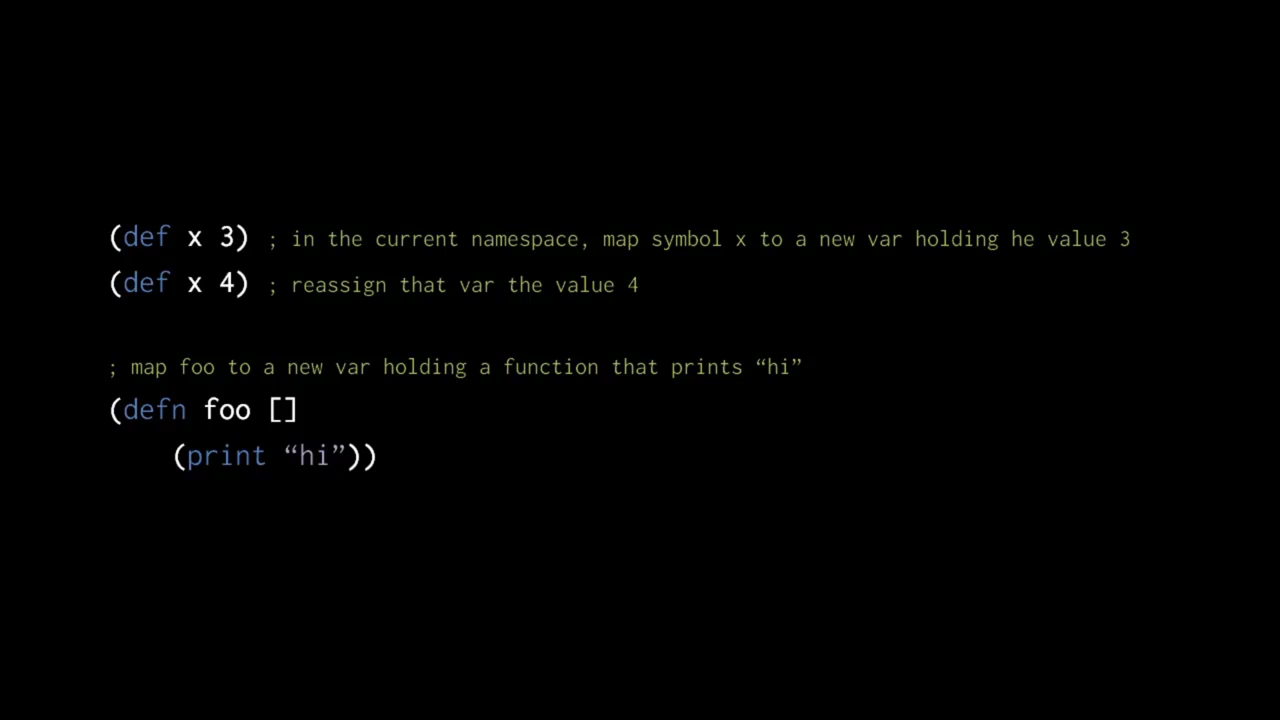 (def x 3) ; in the current namespace, map symbol x to a new var holding he value 3
(def x 4) ; reassign that var the value 4
; map foo to a new var holding a function that prints “hi”
(defn foo []
(print “hi”))